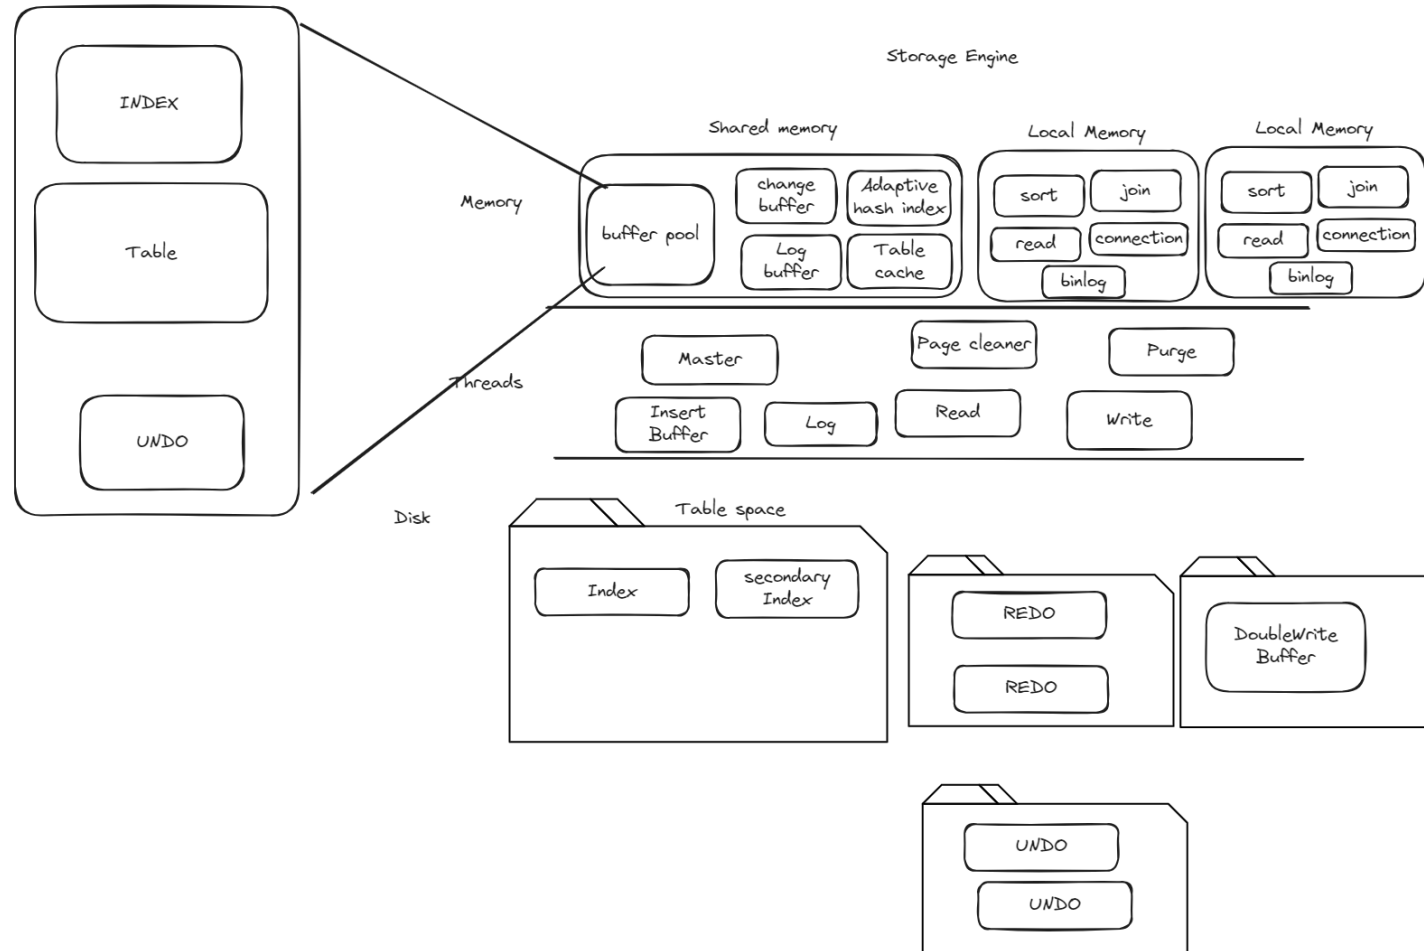 Storage Engine
INDEX
Table
UNDO
Memory
Shared memory
buffer pool
change
buffer
Adaptive
hash index
Log
buffer
Table
cache
Local Memory
sort
join
read
connection
binlog
Local Memory
sort
join
read
connection
binlog
Threads
Master
Page cleaner
Purge
Insert
Buffer
Log
Read
Write
Disk
Table space
Index
secondary
Index
REDO
REDO
DoubleWrite
Buffer
UNDO
UNDO